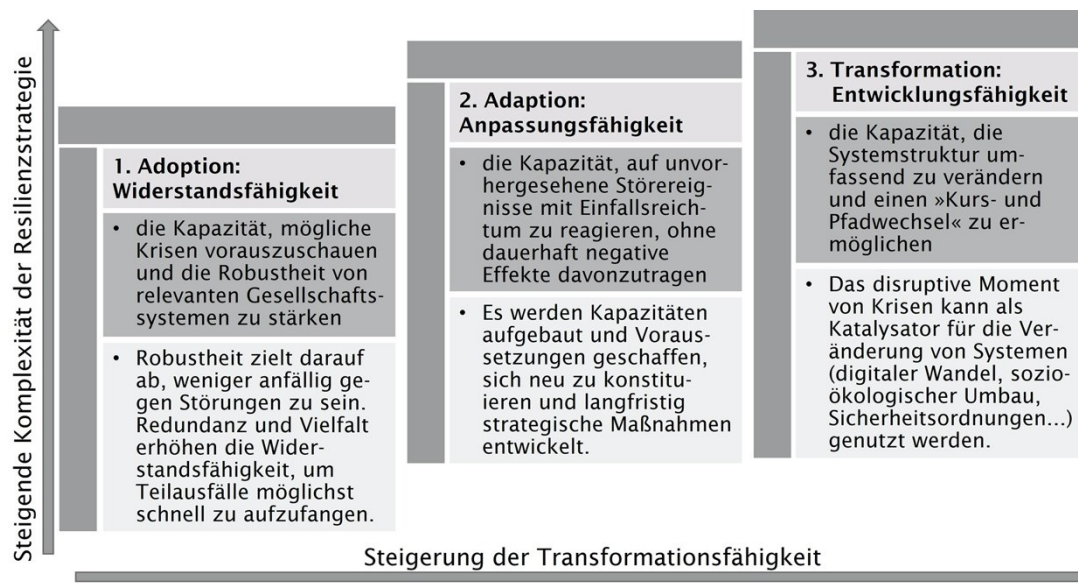 Steigende Komplexität der Resilienzstrategie
1. Adoption:
Widerstandsfähigkeit
• die Kapazität, mögliche
Krisen vorauszuschauen
und die Robustheit von
relevanten Gesellschafts-
systemen zu stärken
• Robustheit zielt darauf
ab, weniger anfällig ge-
gen Störungen zu sein.
Redundanz und Vielfalt
erhöhen die Wider-
standsfähigkeit, um
Teilausfälle möglichst
schnell zu aufzufangen.
2. Adaption:
Anpassungsfähigkeit
• die Kapazität, auf unvor-
hergesehene Störereig-
nisse mit Einfallsreich-
tum zu reagieren, ohne
dauerhaft negative
Effekte davonzutragen
• Es werden Kapazitäten
aufgebaut und Voraus-
setzungen geschaffen,
sich neu zu konstitu-
ieren und langfristig
strategische Maßnahmen
entwickelt.
3. Transformation:
Entwicklungsfähigkeit
• die Kapazität, die
Systemstruktur um-
fassend zu verändern
und einen »Kurs- und
Pfadwechsel« zu er-
möglichen
• Das disruptive Moment
von Krisen kann als
Katalysator für die Ver-
änderung von Systemen
(digitaler Wandel, sozio-
ökologischer Umbau,
Sicherheitsordnungen...)
genutzt werden.
Steigerung der Transformationsfähigkeit